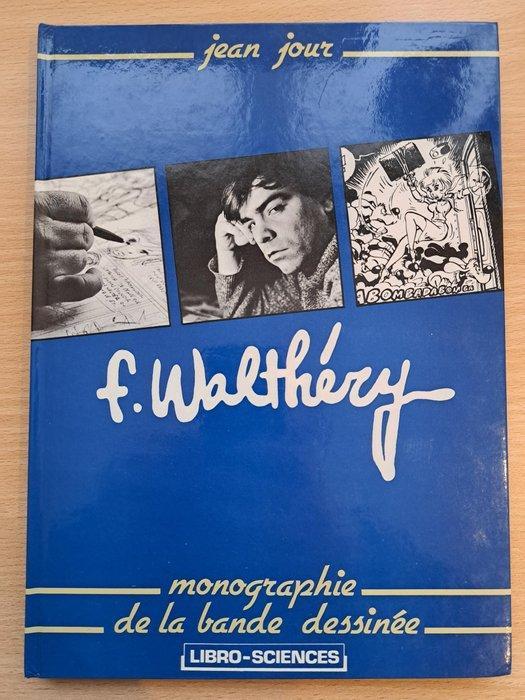 jean jour
f. Walthéry
monographie
de la bande dessinée
LIBRO-SCIENCES